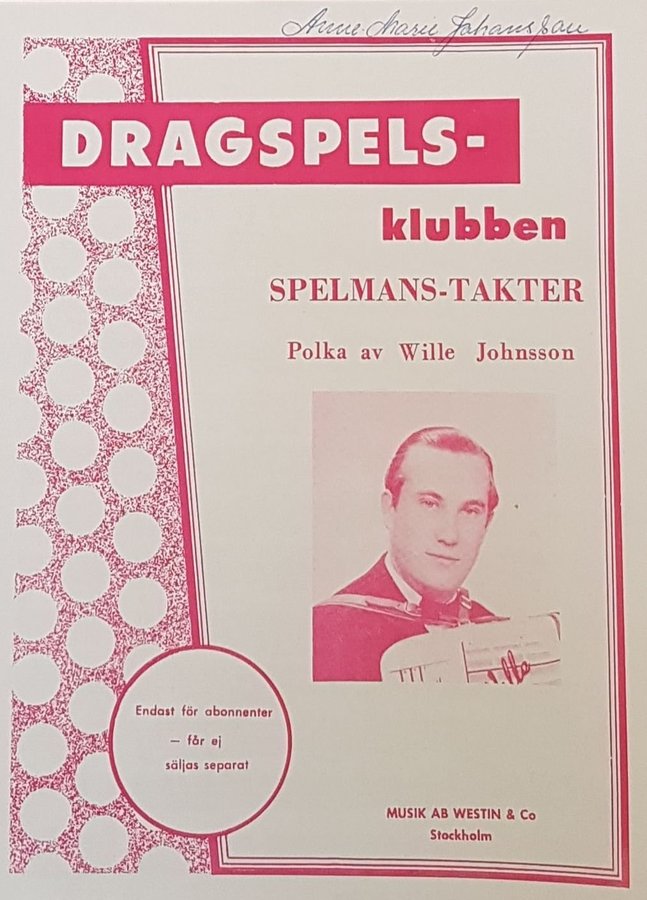 Anne-Marie Johansson
DRAGSPELS-
klubben
SPELMANS-TAKTER
Polka av Wille Johnsson
Endast för abonnenter
— får ej
säljas separat
MUSIK AB WESTIN & Co
Stockholm